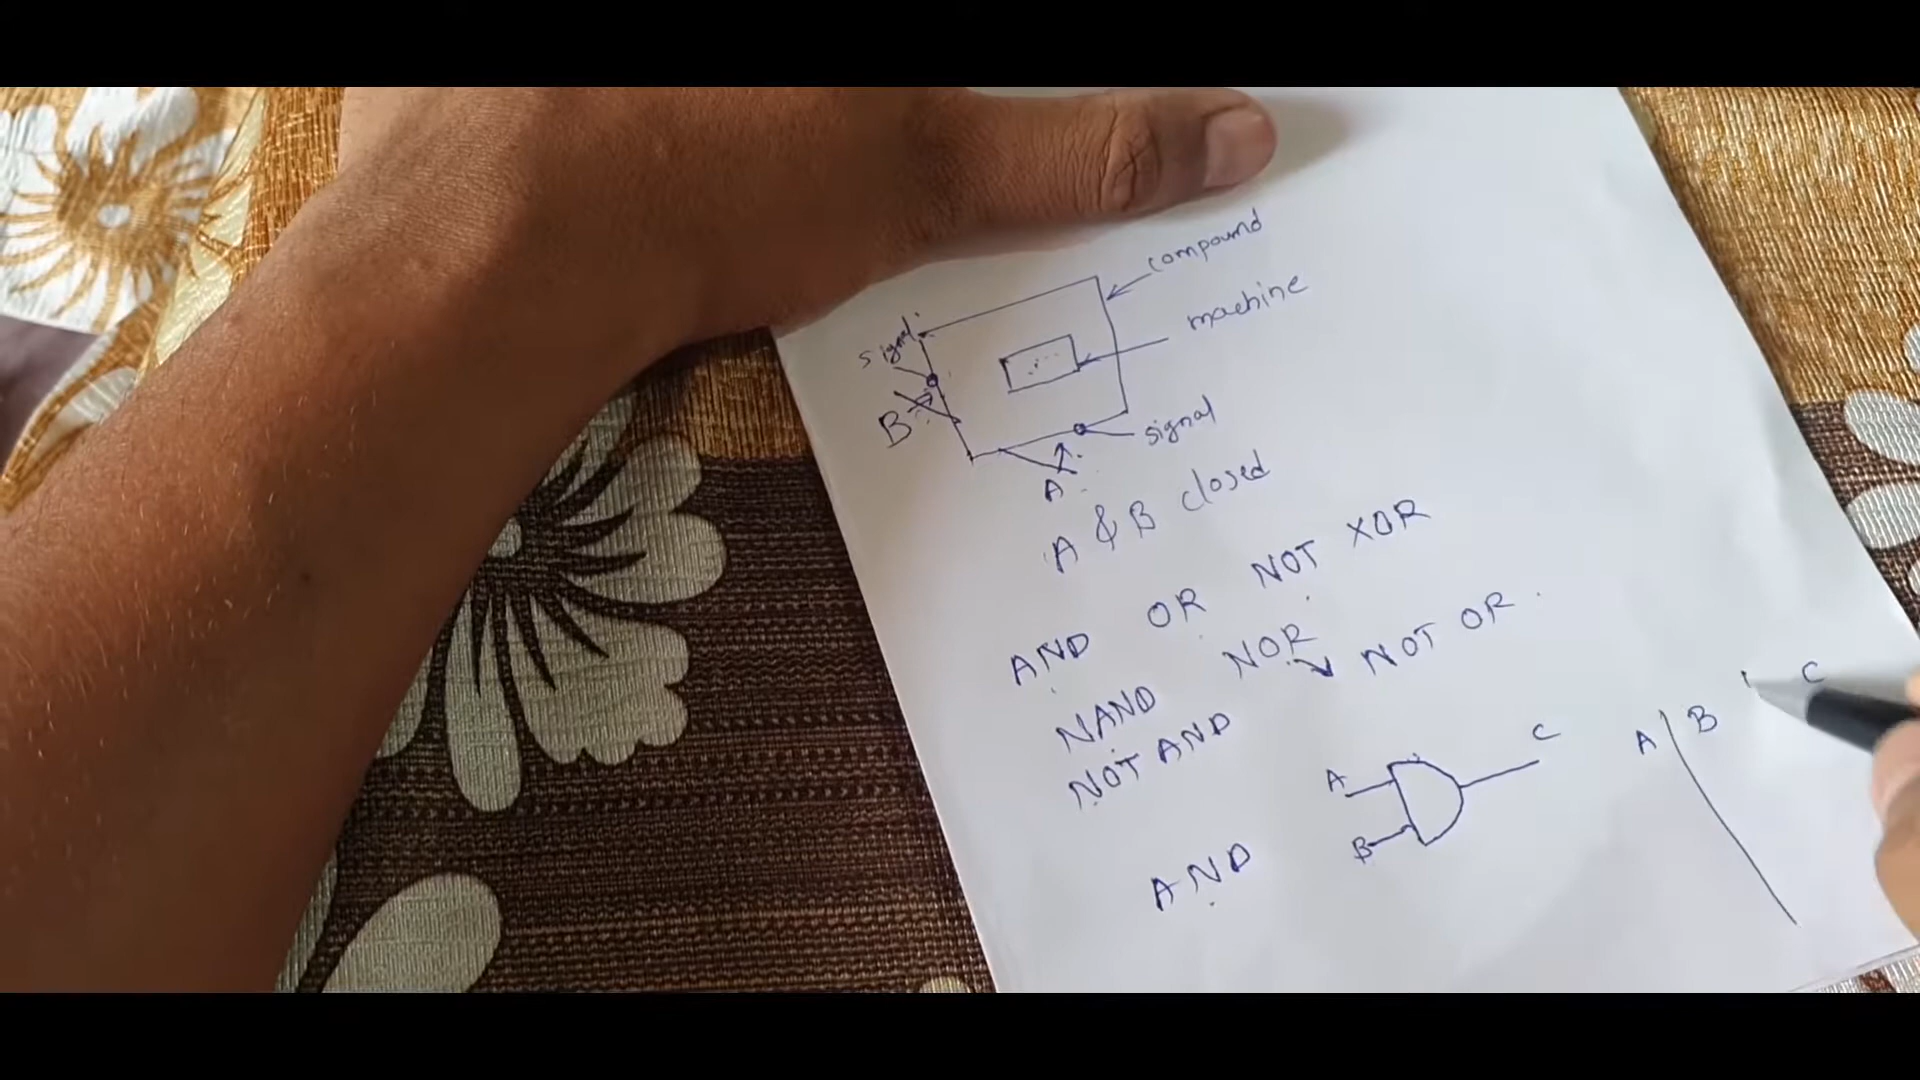 compound
machine
signal
B
signal
A
A & B closed
AND OR NOT XOR
NAND NOR NOT OR
NOT AND
A C
B
A B C
AND